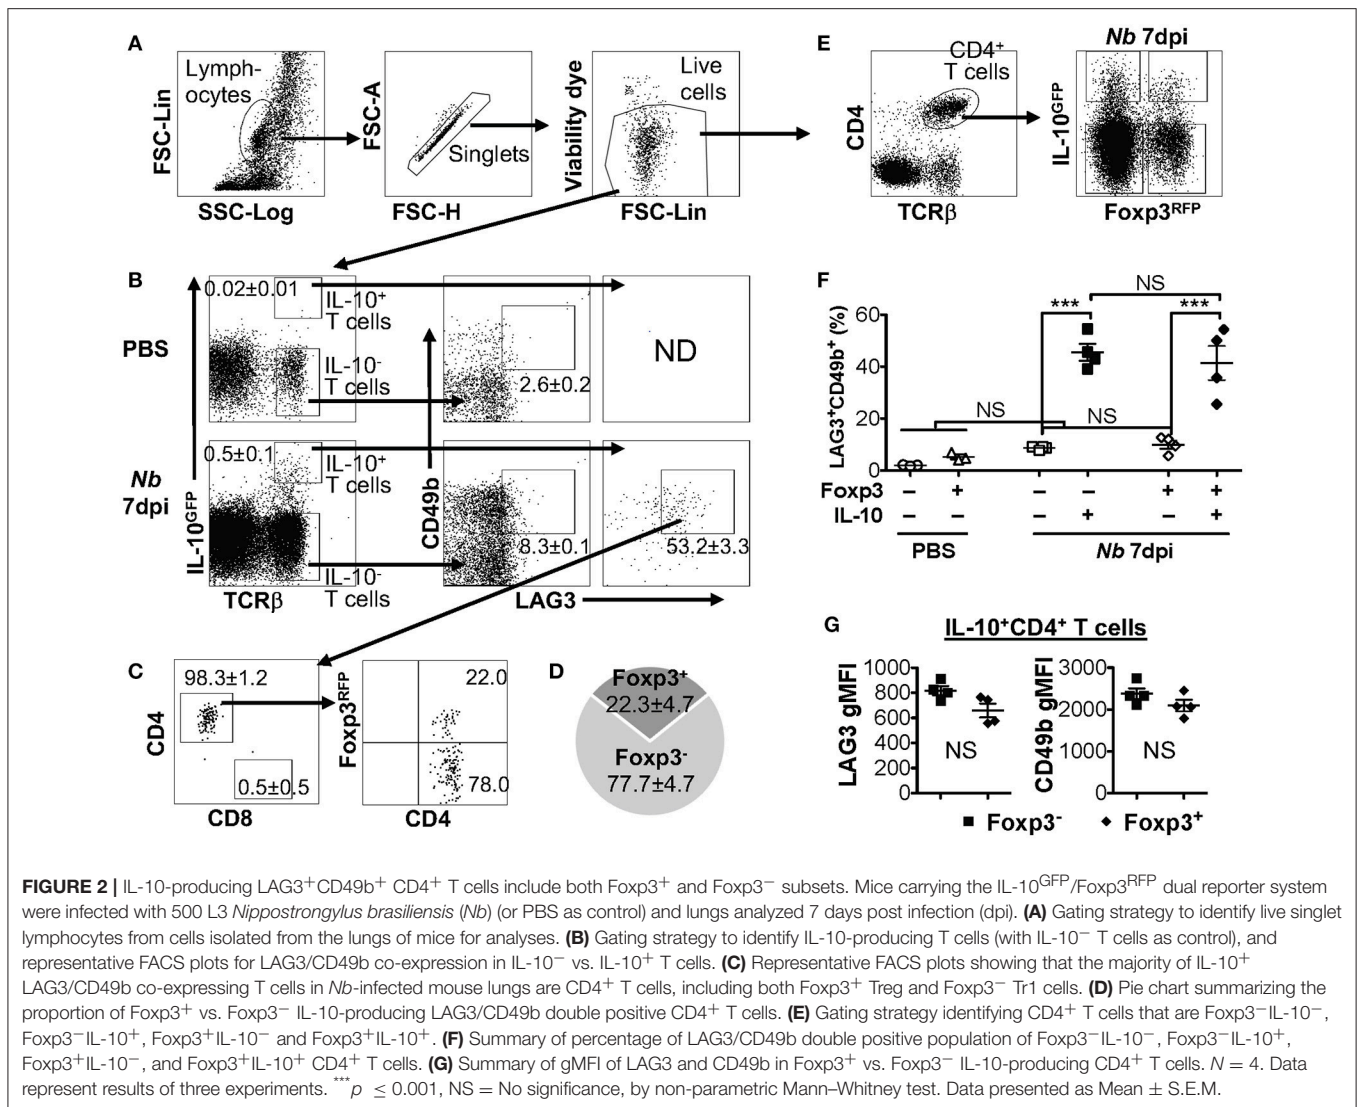 A
Lymph-
ocytes
FSC-Lin
SSC-Log
FSC-A
Singlets
FSC-H
Viability dye
Live
cells
FSC-Lin
E
CD4⁺
T cells
CD4
TCRβ
Nb 7dpi
IL-10ᴳᶠᴾ
Foxp3ᴿᶠᴾ
B
PBS
0.02±0.01
IL-10⁺
T cells
IL-10⁻
T cells
2.6±0.2
ND
Nb
7dpi
0.5±0.1
IL-10⁺
T cells
IL-10⁻
T cells
IL-10ᴳᶠᴾ
TCRβ
CD49b
8.3±0.1
53.2±3.3
LAG3
F
LAG3⁺CD49b⁺ (%)
60
40
20
0
NS
***
***
NS
NS
Foxp3 − + − − + +
IL-10 − + − +
PBS
Nb 7dpi
C
98.3±1.2
0.5±0.5
CD4
CD8
Foxp3ᴿᶠᴾ
22.0
78.0
CD4
D
Foxp3⁺
22.3±4.7
Foxp3⁻
77.7±4.7
G
IL-10⁺CD4⁺ T cells
LAG3 gMFI
1000
800
600
400
200
0
NS
CD49b gMFI
3000
2000
1000
0
NS
■ Foxp3⁻ ◆ Foxp3⁺
FIGURE 2 | IL-10-producing LAG3⁺CD49b⁺ CD4⁺ T cells include both Foxp3⁺ and Foxp3⁻ subsets. Mice carrying the IL-10ᴳᶠᴾ/Foxp3ᴿᶠᴾ dual reporter system
were infected with 500 L3 Nippostrongylus brasiliensis (Nb) (or PBS as control) and lungs analyzed 7 days post infection (dpi). (A) Gating strategy to identify live singlet
lymphocytes from cells isolated from the lungs of mice for analyses. (B) Gating strategy to identify IL-10-producing T cells (with IL-10⁻ T cells as control), and
representative FACS plots for LAG3/CD49b co-expression in IL-10⁻ vs. IL-10⁺ T cells. (C) Representative FACS plots showing that the majority of IL-10⁺
LAG3/CD49b co-expressing T cells in Nb-infected mouse lungs are CD4⁺ T cells, including both Foxp3⁺ Treg and Foxp3⁻ Tr1 cells. (D) Pie chart summarizing the
proportion of Foxp3⁺ vs. Foxp3⁻ IL-10-producing LAG3/CD49b double positive CD4⁺ T cells. (E) Gating strategy identifying CD4⁺ T cells that are Foxp3⁻IL-10⁻,
Foxp3⁻IL-10⁺, Foxp3⁺IL-10⁻ and Foxp3⁺IL-10⁺. (F) Summary of percentage of LAG3/CD49b double positive population of Foxp3⁻IL-10⁻, Foxp3⁻IL-10⁺,
Foxp3⁺IL-10⁻, and Foxp3⁺IL-10⁺ CD4⁺ T cells. (G) Summary of gMFI of LAG3 and CD49b in Foxp3⁺ vs. Foxp3⁻ IL-10-producing CD4⁺ T cells. N = 4. Data
represent results of three experiments. ***p ≤ 0.001, NS = No significance, by non-parametric Mann–Whitney test. Data presented as Mean ± S.E.M.